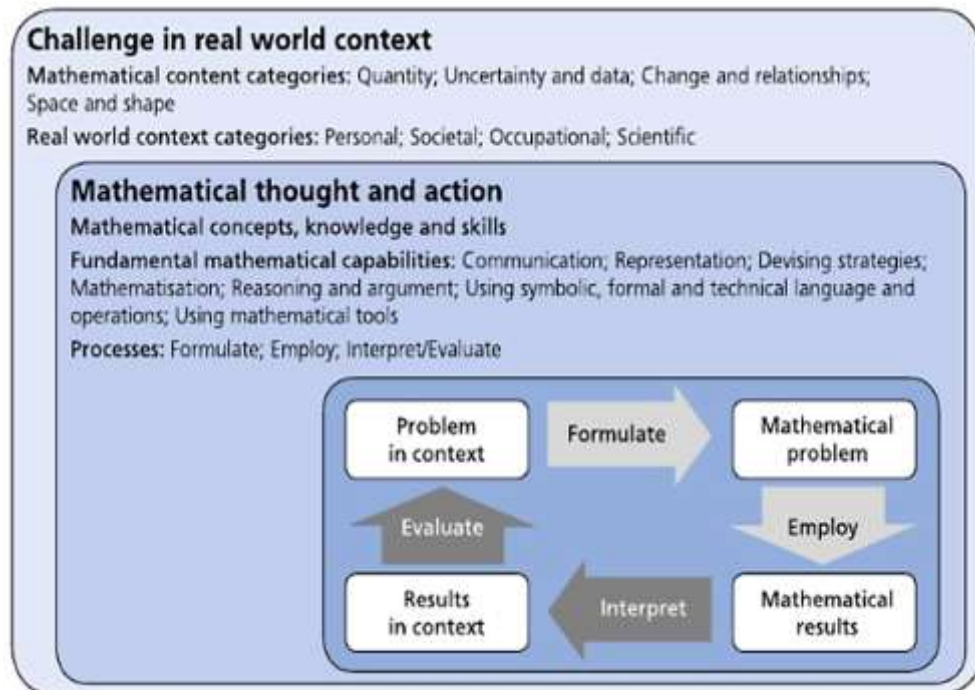 Challenge in real world context
Mathematical content categories: Quantity; Uncertainty and data; Change and relationships;
Space and shape
Real world context categories: Personal; Societal; Occupational; Scientific
Mathematical thought and action
Mathematical concepts, knowledge and skills
Fundamental mathematical capabilities: Communication; Representation; Devising strategies;
Mathematisation; Reasoning and argument; Using symbolic, formal and technical language and
operations; Using mathematical tools
Processes: Formulate; Employ; Interpret/Evaluate
Problem
in context
Formulate
Mathematical
problem
Evaluate
Employ
Results
in context
Interpret
Mathematical
results